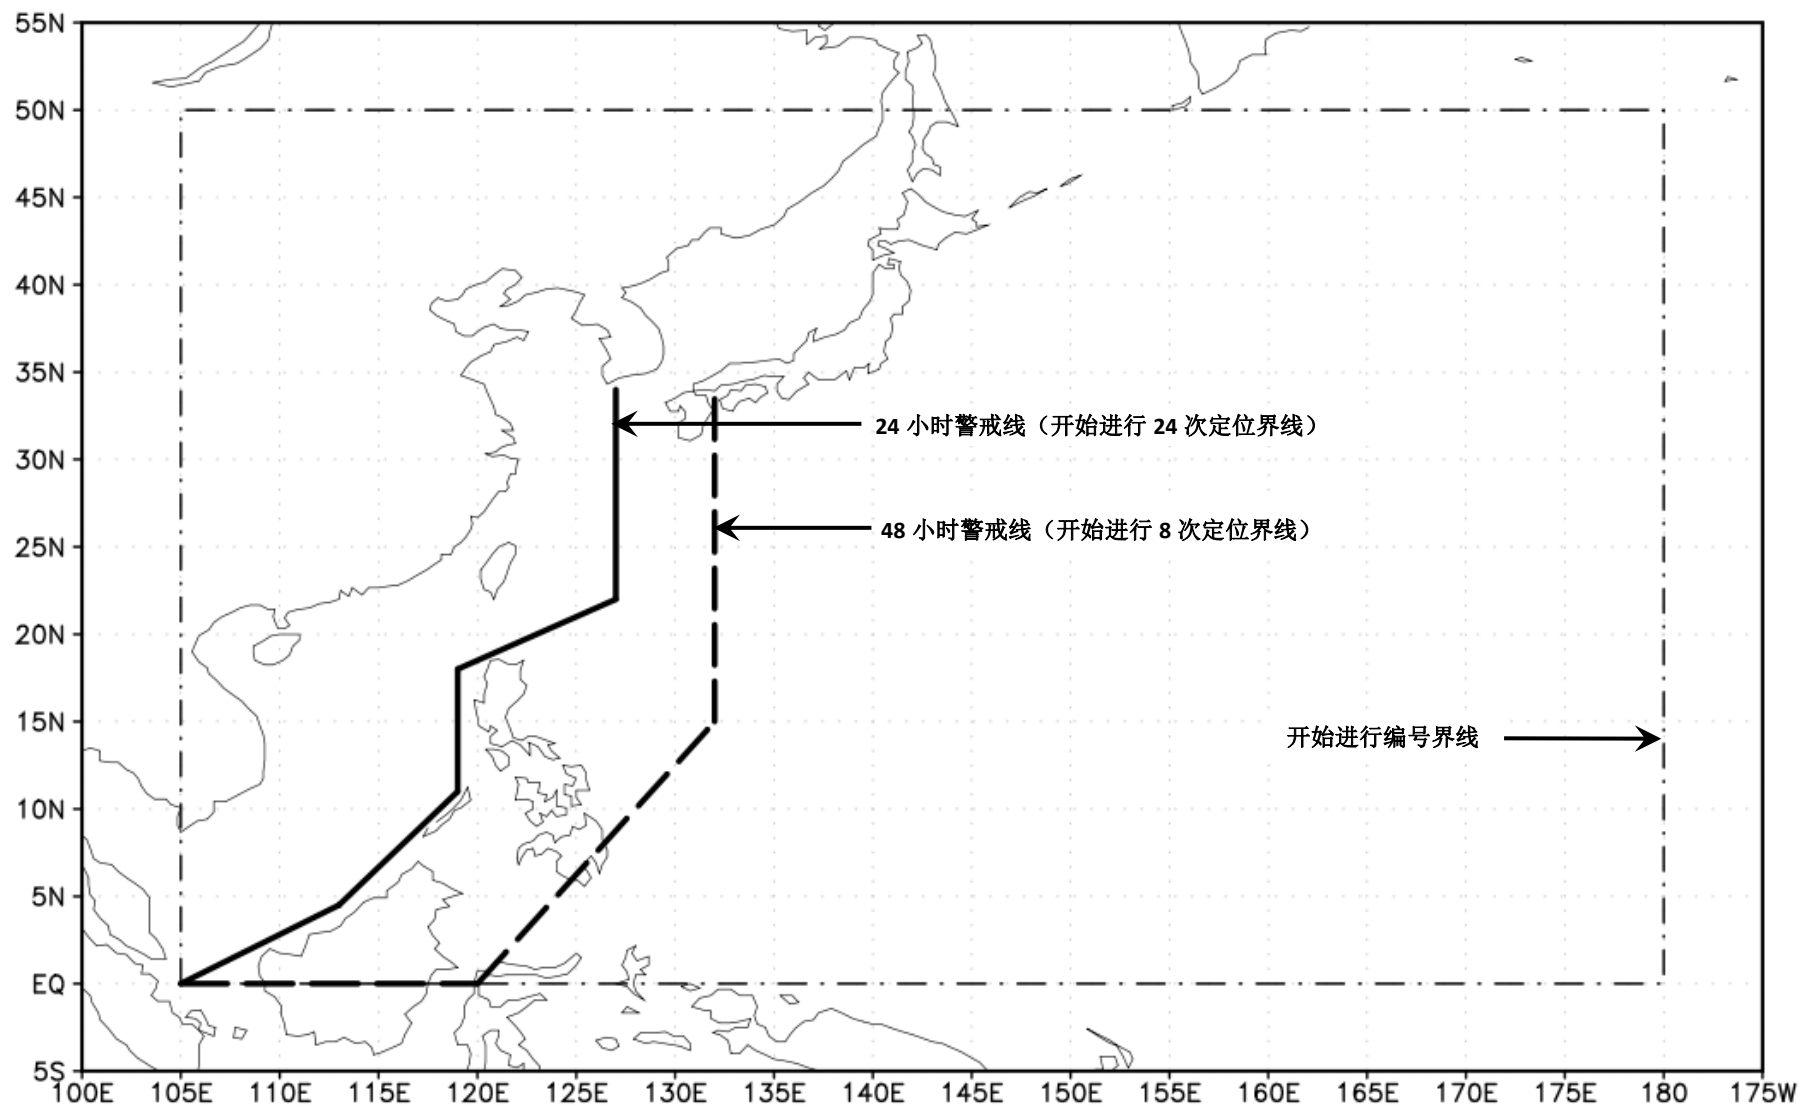 55N
50N
45N
40N
35N
24 小时警戒线（开始进行 24 次定位界线）
30N
48 小时警戒线（开始进行 8 次定位界线）
25N
20N
15N
开始进行编号界线
10N
5N
EQ
5S
100E 105E 110E 115E 120E 125E 130E 135E 140E 145E 150E 155E 160E 165E 170E 175E 180 175W